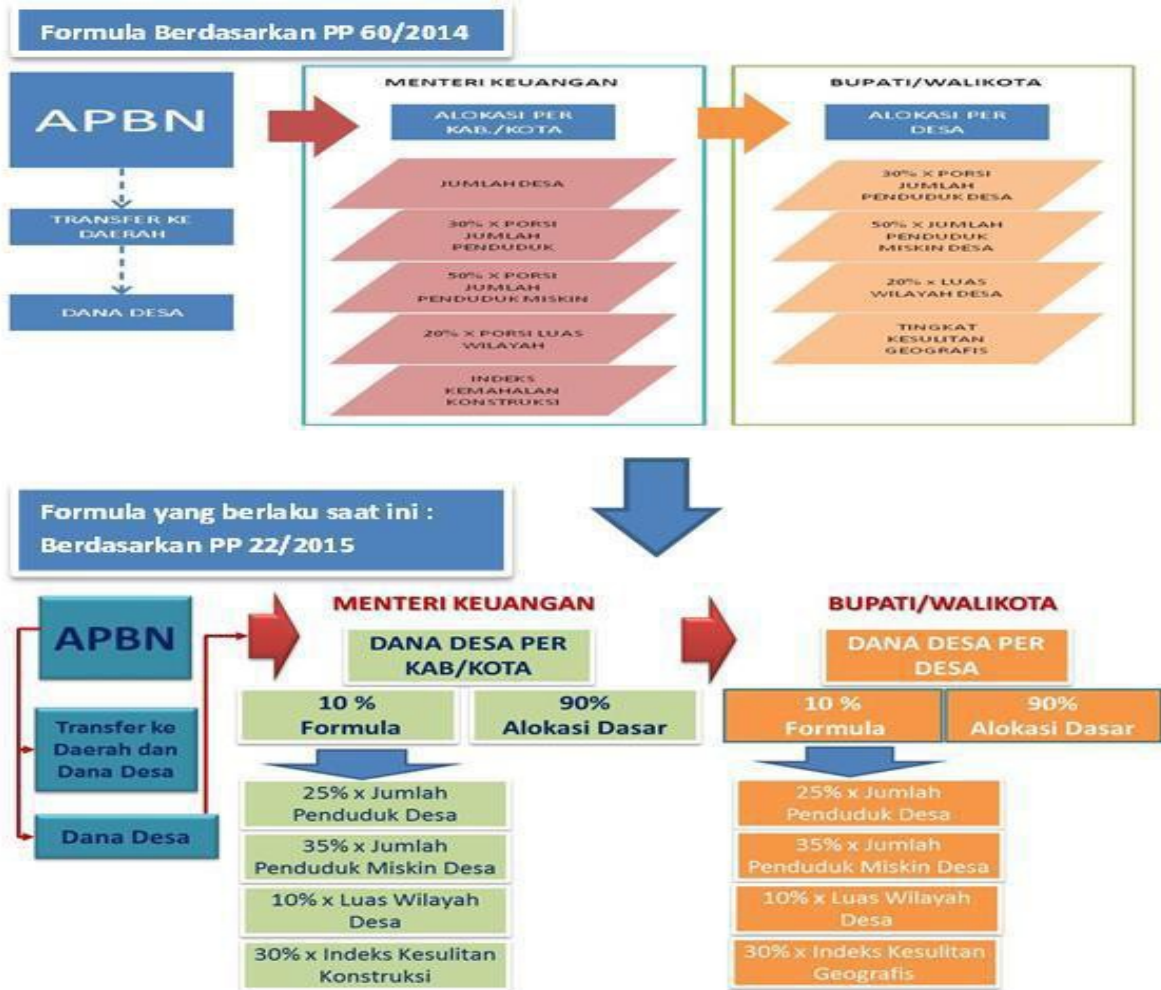 Formula Berdasarkan PP 60/2014
APBN
TRANSFER KE
DAERAH
DANA DESA
MENTERI KEUANGAN
ALOKASI PER
KAB./KOTA
JUMLAH DESA
30% X PORSI
JUMLAH
PENDUDUK
50% X PORSI
JUMLAH
PENDUDUK MISKIN
20% X PORSI LUAS
WILAYAH
INDEKS
KEMAHALAN
KONSTRUKSI
BUPATI/WALIKOTA
ALOKASI PER
DESA
30% X PORSI
JUMLAH
PENDUDUK DESA
50% X JUMLAH
PENDUDUK
MISKIN DESA
20% x LUAS
WILAYAH DESA
TINGKAT
KESULITAN
GEOGRAFIS
Formula yang berlaku saat ini :
Berdasarkan PP 22/2015
APBN
Transfer ke
Daerah dan
Dana Desa
Dana Desa
MENTERI KEUANGAN
DANA DESA PER
KAB/KOTA
10 %
Formula
90%
Alokasi Dasar
25% x Jumlah
Penduduk Desa
35% x Jumlah
Penduduk Miskin Desa
10% x Luas Wilayah
Desa
30% x Indeks Kesulitan
Konstruksi
BUPATI/WALIKOTA
DANA DESA PER
DESA
10 %
Formula
90%
Alokasi Dasar
25% x Jumlah
Penduduk Desa
35% x Jumlah
Penduduk Miskin Desa
10% x Luas Wilayah
Desa
30% x Indeks Kesulitan
Geografis